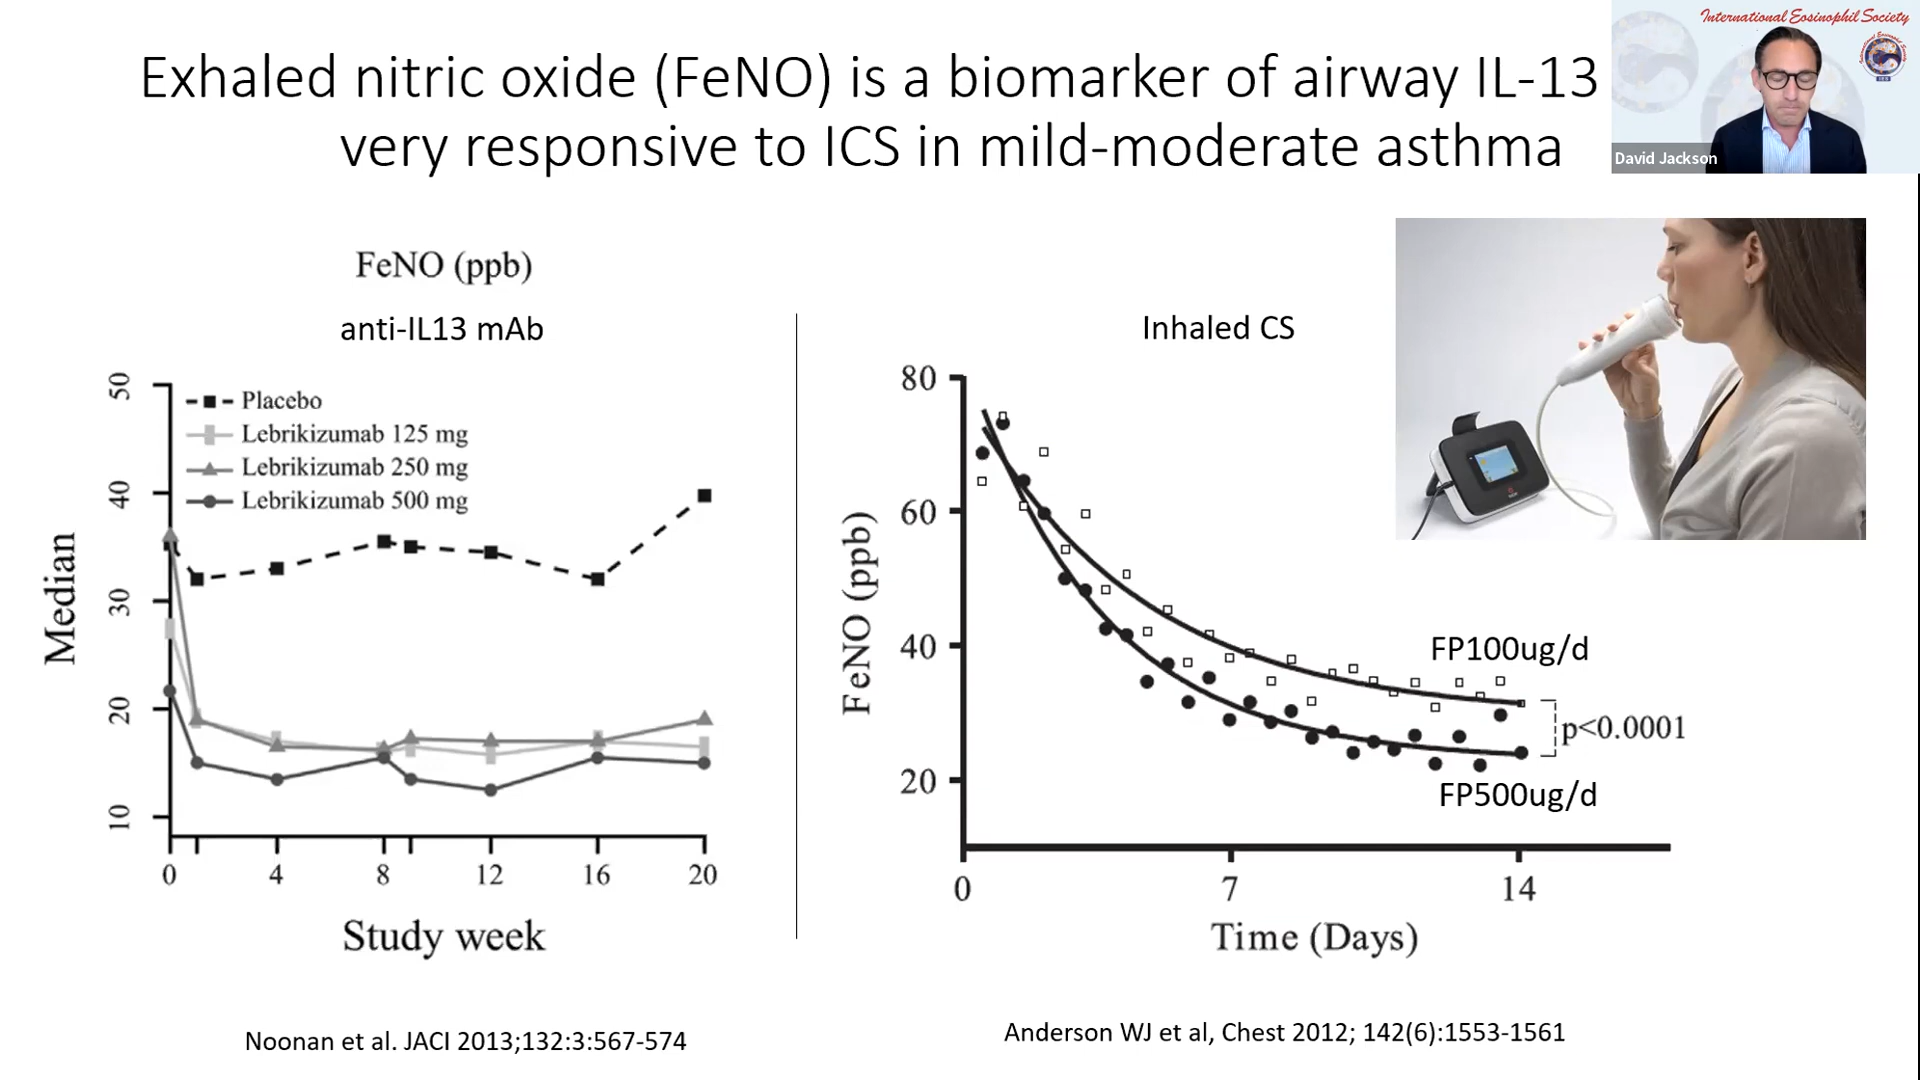 International Eosinophil Society
David Jackson
Exhaled nitric oxide (FeNO) is a biomarker of airway IL-13
very responsive to ICS in mild-moderate asthma
FeNO (ppb)
anti-IL13 mAb
50
40
30
20
10
Median
Placebo
Lebrikizumab 125 mg
Lebrikizumab 250 mg
Lebrikizumab 500 mg
0 4 8 12 16 20
Study week
Noonan et al. JACI 2013;132:3:567-574
Inhaled CS
80
60
40
20
FeNO (ppb)
FP100ug/d
p<0.0001
FP500ug/d
0 7 14
Time (Days)
Anderson WJ et al, Chest 2012; 142(6):1553-1561